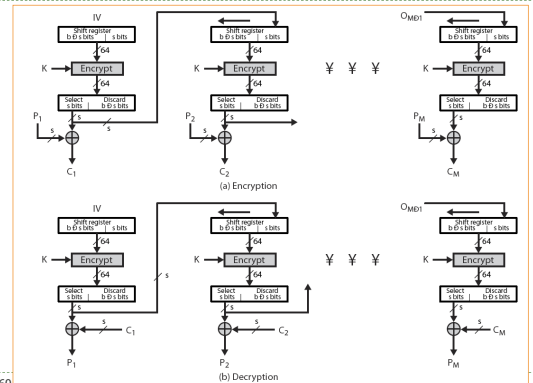 IV
O_MÐ1
Shift register
b Ð s bits | s bits
Shift register
b Ð s bits | s bits
Shift register
b Ð s bits | s bits
64
64
64
K
Encrypt
K
Encrypt
¥ ¥ ¥
K
Encrypt
64
64
64
Select
s bits | Discard
b Ð s bits
Select
s bits | Discard
b Ð s bits
Select
s bits | Discard
b Ð s bits
P1
s
s
s
P2
s
s
PM
s
s
C1
C2
CM
(a) Encryption
IV
O_MÐ1
Shift register
b Ð s bits | s bits
Shift register
b Ð s bits | s bits
Shift register
b Ð s bits | s bits
64
64
64
K
Encrypt
K
Encrypt
¥ ¥ ¥
K
Encrypt
64
64
64
s
Select
s bits | Discard
b Ð s bits
Select
s bits | Discard
b Ð s bits
Select
s bits | Discard
b Ð s bits
s
s
C1
s
s
C2
s
s
CM
P1
P2
PM
(b) Decryption